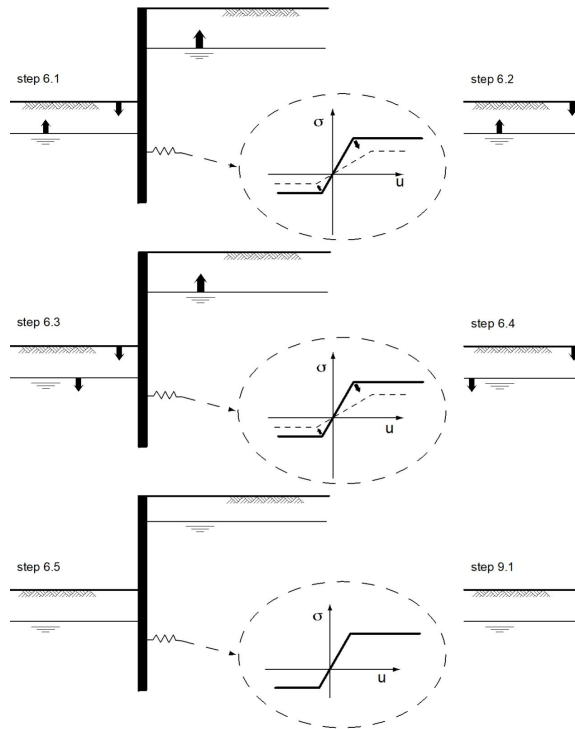 step 6.1
step 6.2
σ
u
step 6.3
step 6.4
σ
u
step 6.5
step 9.1
σ
u